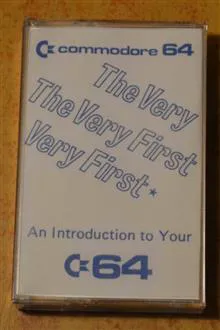 commodore 64
The Very
The Very First
Very First *
An Introduction to Your
64